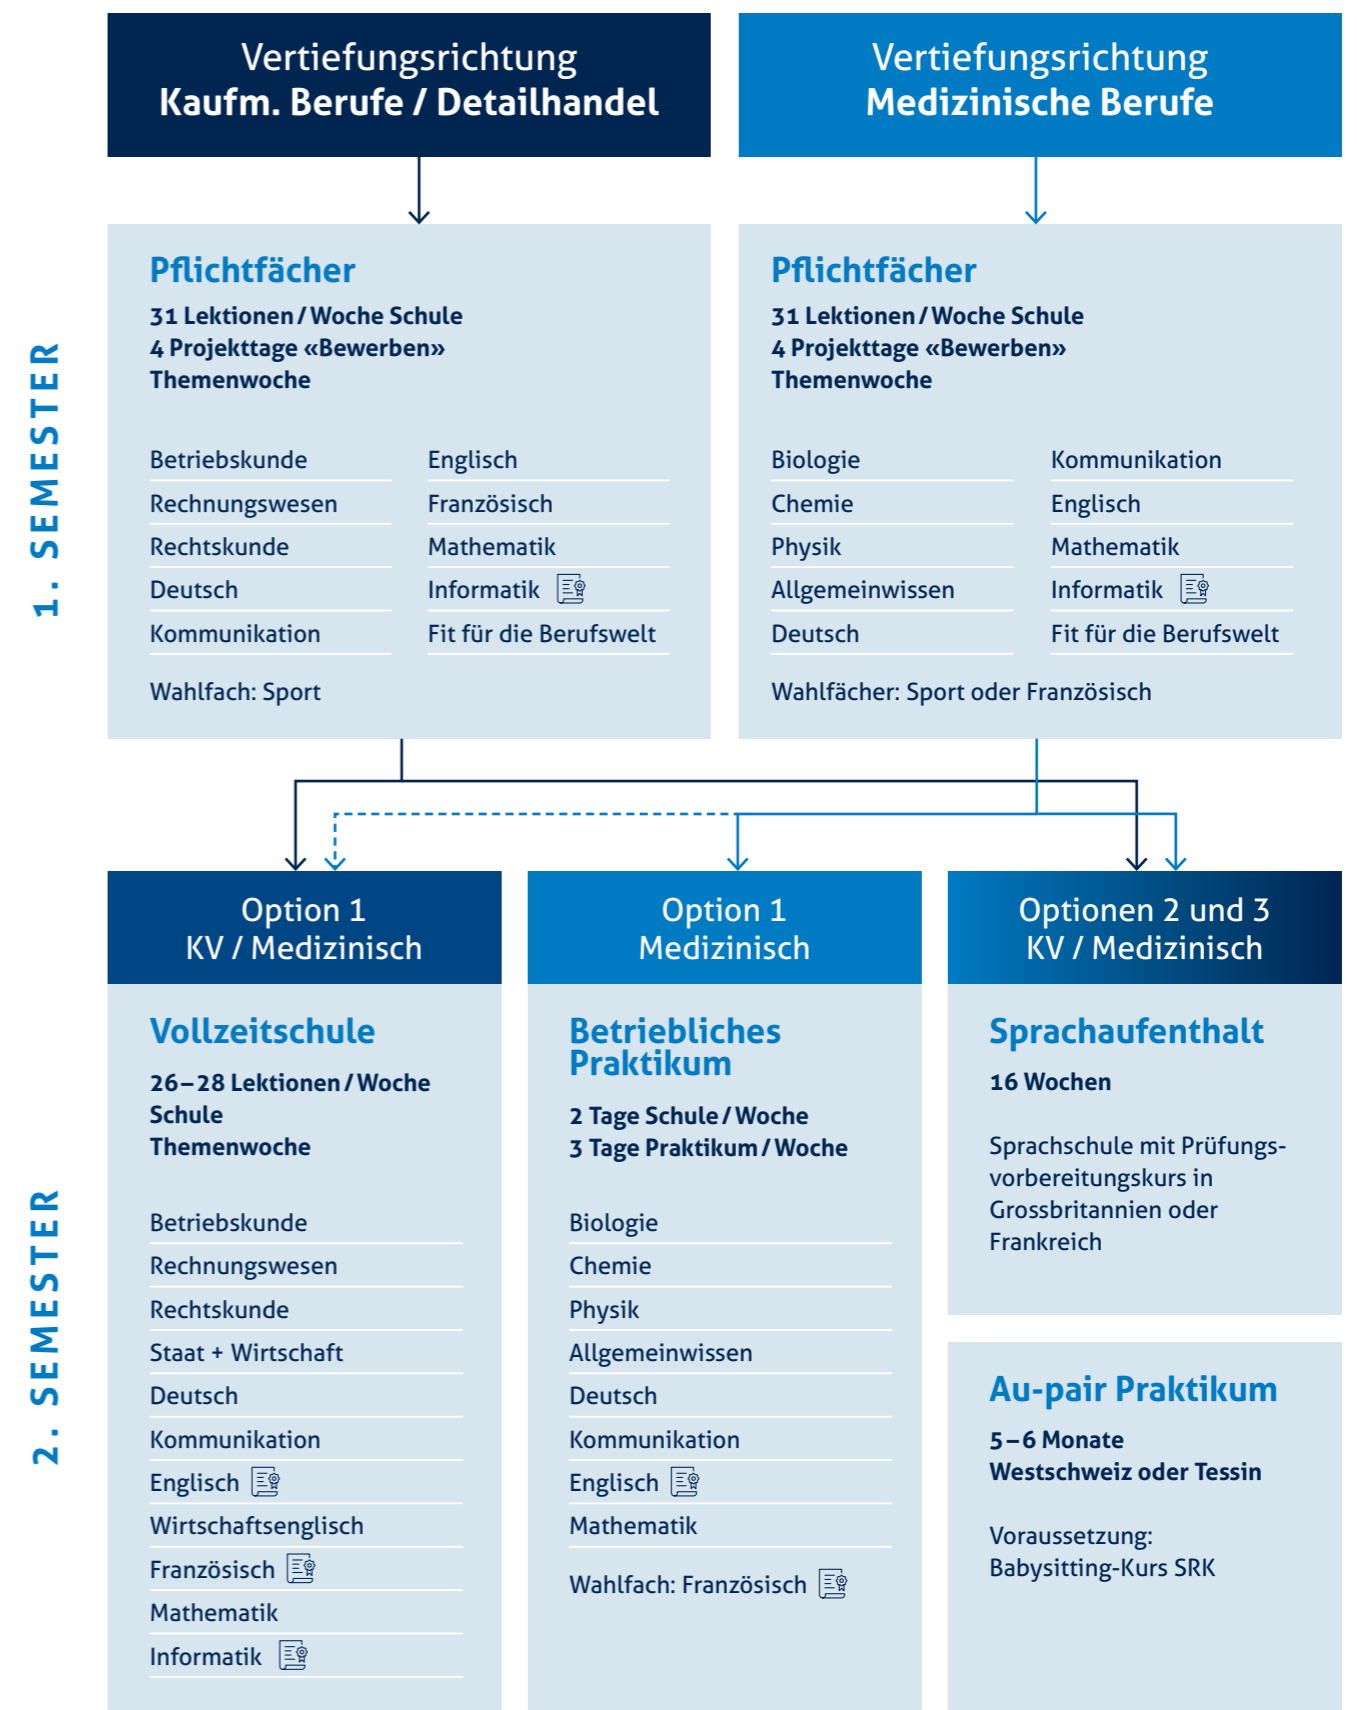 Vertiefungsrichtung
Kaufm. Berufe / Detailhandel
Vertiefungsrichtung
Medizinische Berufe
1. SEMESTER
Pflichtfächer
31 Lektionen / Woche Schule
4 Projekttage «Bewerben»
Themenwoche
Betriebskunde
Rechnungswesen
Rechtskunde
Deutsch
Kommunikation
Englisch
Französisch
Mathematik
Informatik
Fit für die Berufswelt
Wahlfach: Sport
Pflichtfächer
31 Lektionen / Woche Schule
4 Projekttage «Bewerben»
Themenwoche
Biologie
Chemie
Physik
Allgemeinwissen
Deutsch
Kommunikation
Englisch
Mathematik
Informatik
Fit für die Berufswelt
Wahlfächer: Sport oder Französisch
2. SEMESTER
Option 1
KV / Medizinisch
Vollzeitschule
26 – 28 Lektionen / Woche
Schule
Themenwoche
Betriebskunde
Rechnungswesen
Rechtskunde
Staat + Wirtschaft
Deutsch
Kommunikation
Englisch
Wirtschaftsenglisch
Französisch
Mathematik
Informatik
Option 1
Medizinisch
Betriebliches
Praktikum
2 Tage Schule / Woche
3 Tage Praktikum / Woche
Biologie
Chemie
Physik
Allgemeinwissen
Deutsch
Kommunikation
Englisch
Mathematik
Wahlfach: Französisch
Optionen 2 und 3
KV / Medizinisch
Sprachaufenthalt
16 Wochen
Sprachschule mit Prüfungs-
vorbereitungskurs in
Grossbritannien oder
Frankreich
Au-pair Praktikum
5 – 6 Monate
Westschweiz oder Tessin
Voraussetzung:
Babysitting-Kurs SRK